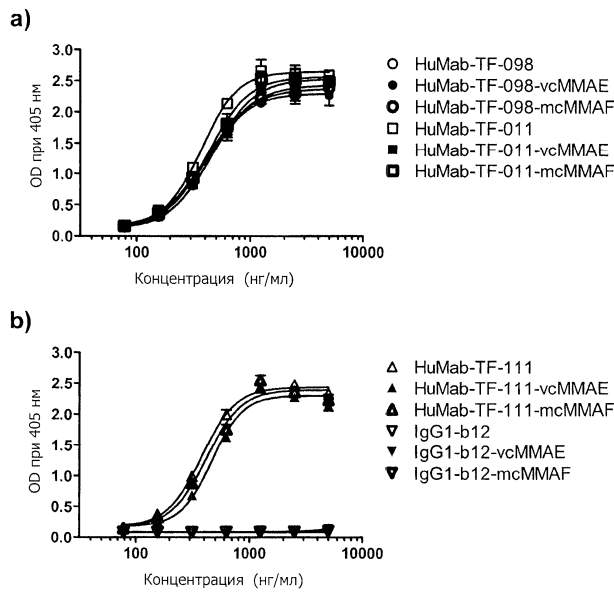 a)
3.0
2.5
2.0
1.5
1.0
0.5
0.0
OD при 405 нм
100
1000
10000
Концентрация (нг/мл)
HuMab-TF-098
HuMab-TF-098-vcMMAE
HuMab-TF-098-mcMMAF
HuMab-TF-011
HuMab-TF-011-vcMMAE
HuMab-TF-011-mcMMAF
b)
3.0
2.5
2.0
1.5
1.0
0.5
0.0
OD при 405 нм
100
1000
10000
Концентрация (нг/мл)
HuMab-TF-111
HuMab-TF-111-vcMMAE
HuMab-TF-111-mcMMAF
IgG1-b12
IgG1-b12-vcMMAE
IgG1-b12-mcMMAF